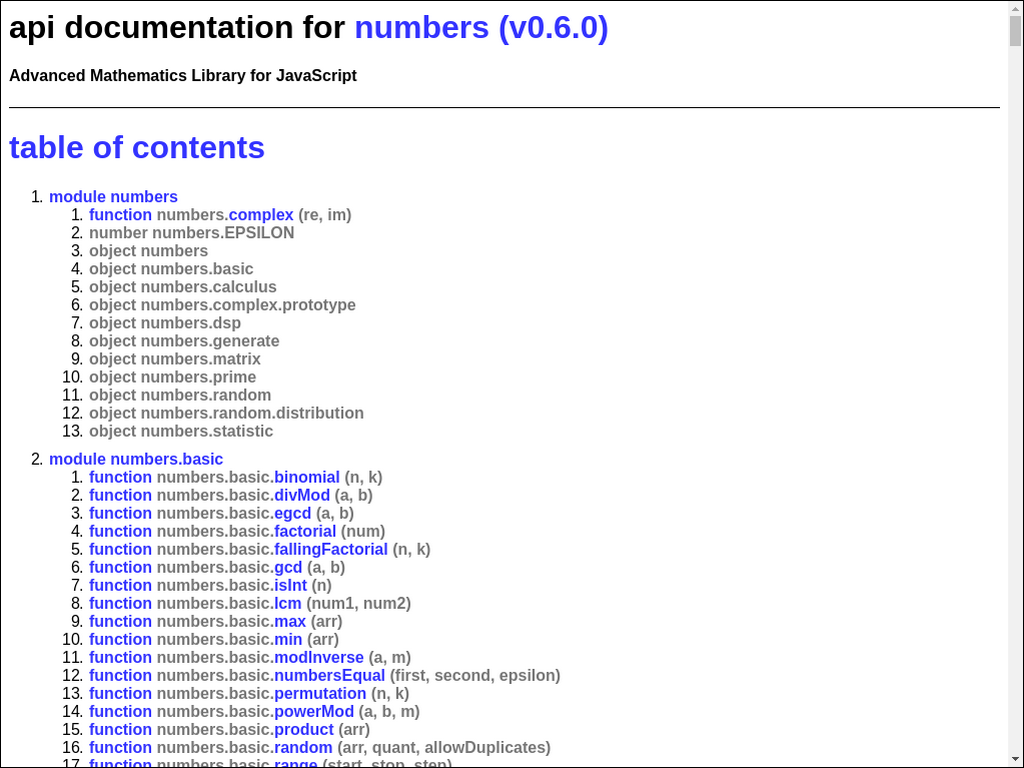 api documentation for numbers (v0.6.0)
Advanced Mathematics Library for JavaScript
table of contents
1. module numbers
1. function numbers.complex (re, im)
2. number numbers.EPSILON
3. object numbers
4. object numbers.basic
5. object numbers.calculus
6. object numbers.complex.prototype
7. object numbers.dsp
8. object numbers.generate
9. object numbers.matrix
10. object numbers.prime
11. object numbers.random
12. object numbers.random.distribution
13. object numbers.statistic
2. module numbers.basic
1. function numbers.basic.binomial (n, k)
2. function numbers.basic.divMod (a, b)
3. function numbers.basic.egcd (a, b)
4. function numbers.basic.factorial (num)
5. function numbers.basic.fallingFactorial (n, k)
6. function numbers.basic.gcd (a, b)
7. function numbers.basic.isInt (n)
8. function numbers.basic.lcm (num1, num2)
9. function numbers.basic.max (arr)
10. function numbers.basic.min (arr)
11. function numbers.basic.modInverse (a, m)
12. function numbers.basic.numbersEqual (first, second, epsilon)
13. function numbers.basic.permutation (n, k)
14. function numbers.basic.powerMod (a, b, m)
15. function numbers.basic.product (arr)
16. function numbers.basic.random (arr, quant, allowDuplicates)
17. function numbers.basic.range (start, stop, step)